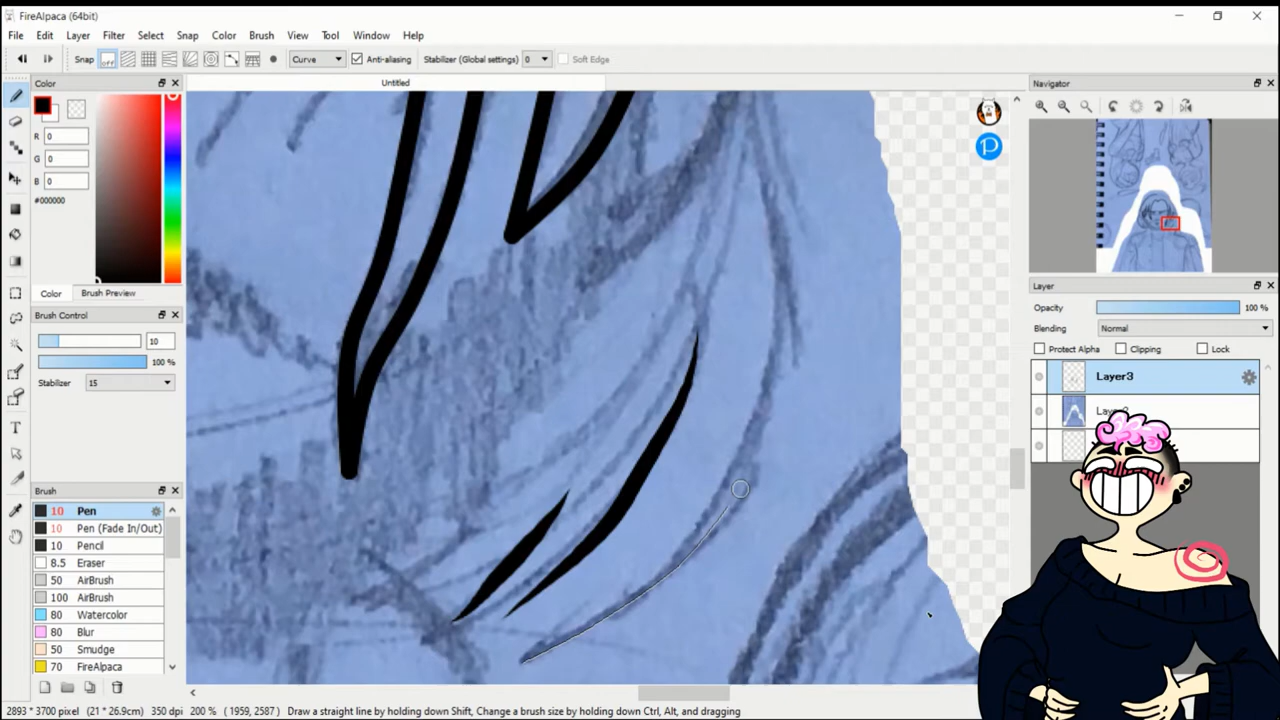 FireAlpaca (64bit)
File Edit Layer Filter Select Snap Color Brush View Tool Window Help
Snap off Curve Anti-aliasing Stabilizer (Global settings) 0 Soft Edge
Color
Untitled
Navigator
R 0
G 0
B 0
#000000
Color Brush Preview
Brush Control
10
100 %
Stabilizer 15
Layer
Opacity 100 %
Blending Normal
Protect Alpha Clipping Lock
Layer3
Brush
10 Pen
10 Pen (Fade In/Out)
10 Pencil
8.5 Eraser
50 AirBrush
100 AirBrush
80 Watercolor
80 Blur
50 Smudge
70 FireAlpaca
2893 * 3700 pixel (21 * 26.9cm) 350 dpi 200 % (1959, 2587) Draw a straight line by holding down Shift, Change a brush size by holding down Ctrl, Alt, and dragging